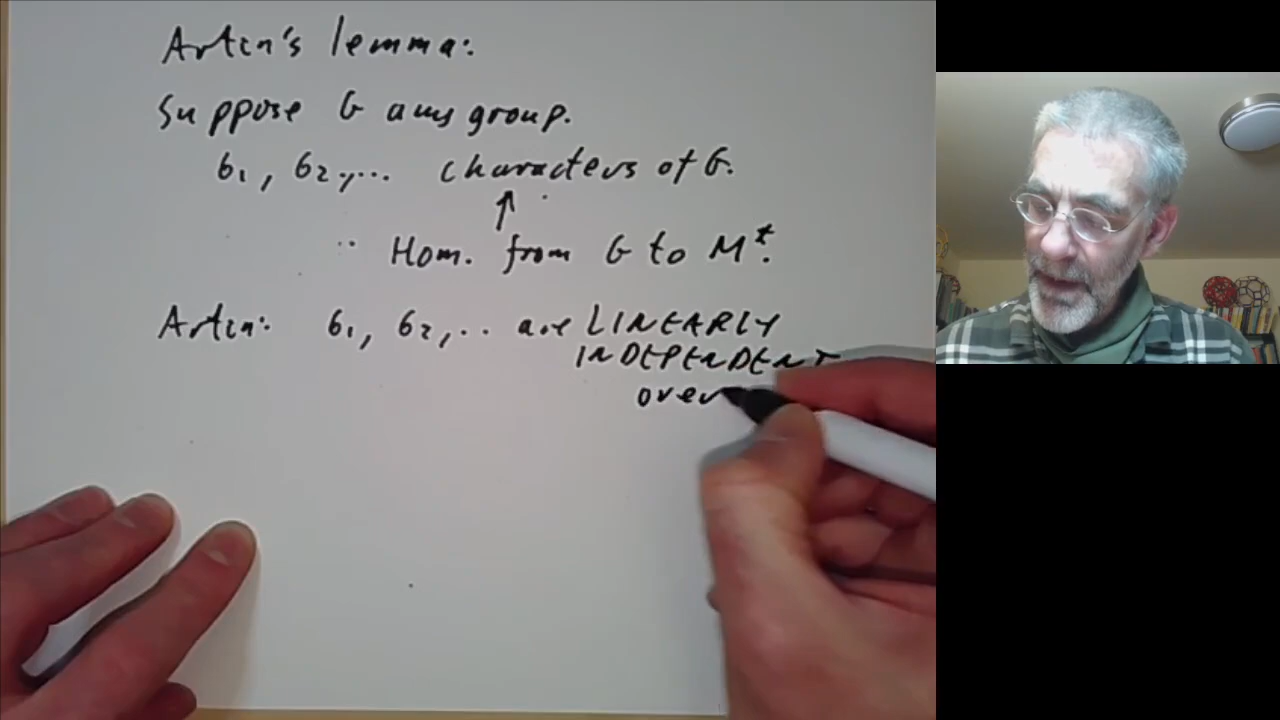 Artin's lemma:
Suppose G any group.
σ₁, σ₂,... characters of G.
↑
Hom. from G to M*.
Artin: σ₁, σ₂,.. are LINEARLY
INDEPENDENT
over